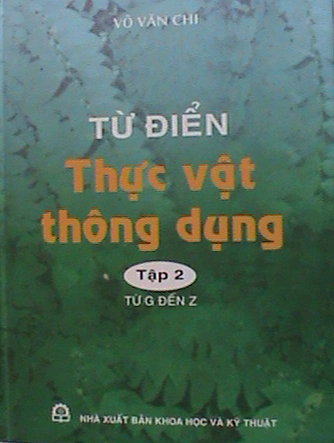 VÕ VĂN CHI
TỪ ĐIỂN
Thực vật
thông dụng
Tập 2
TỪ G ĐẾN Z
NHÀ XUẤT BẢN KHOA HỌC VÀ KỸ THUẬT